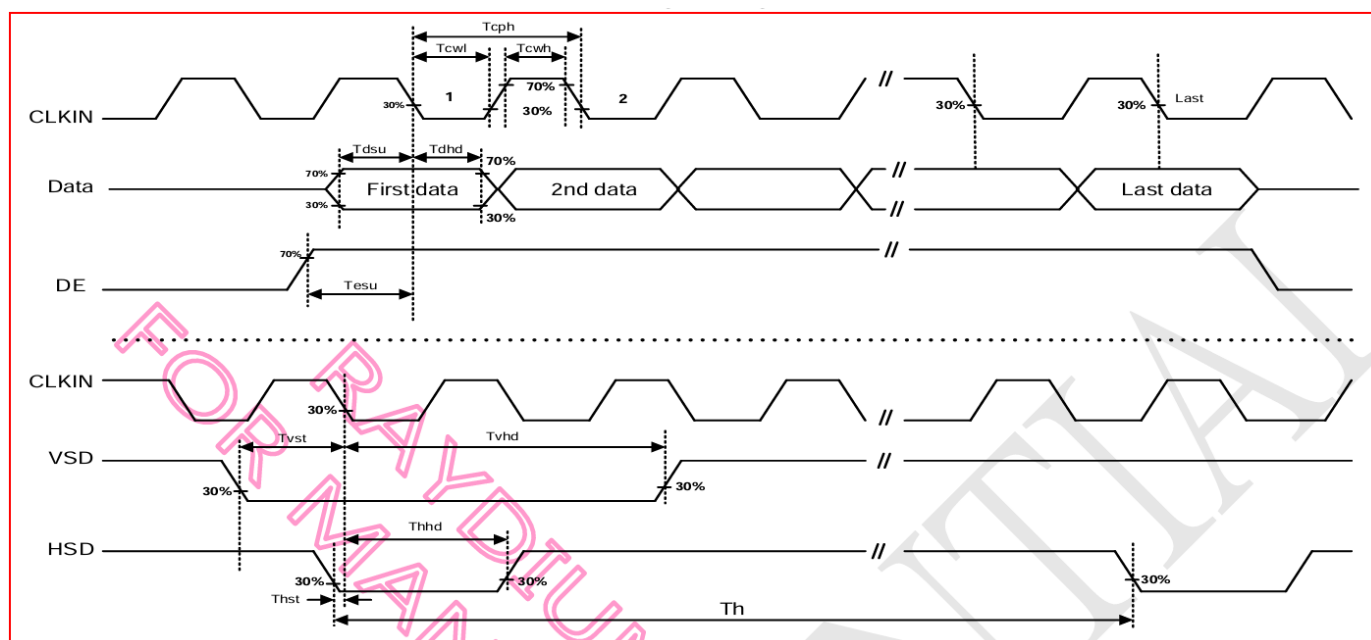 Tcph
Tcwl
Tcwh
CLKIN
30%
1
70%
30%
2
30%
30%
Last
Tdsu
Tdhd
Data
70%
30%
First data
70%
30%
2nd data
Last data
DE
70%
Tesu
CLKIN
30%
VSD
Tvst
Tvhd
30%
30%
HSD
Thhd
30%
30%
30%
Thst
Th
RAYDIUM
FOR MAN
NTIAL